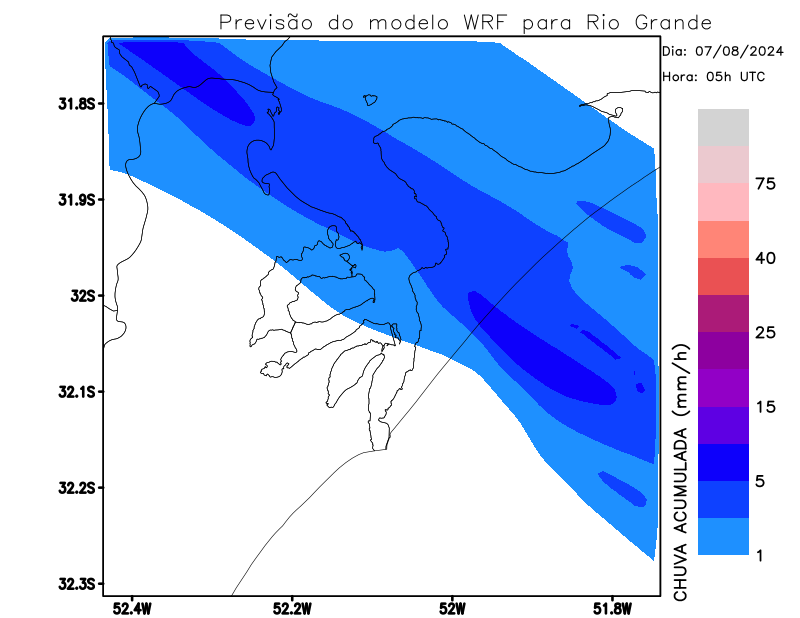 Previsão do modelo WRF para Rio Grande
Dia: 07/08/2024
Hora: 05h UTC
31.8S
31.9S
32S
32.1S
32.2S
32.3S
52.4W
52.2W
52W
51.8W
75
40
25
15
5
1
CHUVA ACUMULADA (mm/h)